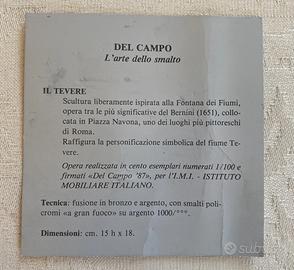 DEL CAMPO
L'arte dello smalto
IL TEVERE
Scultura liberamente ispirata alla Fontana dei Fiumi,
opera tra le più significative del Bernini (1651), collo-
cata in Piazza Navona, uno dei luoghi più pittoreschi
di Roma.
Raffigura la personificazione simbolica del fiume Te-
vere.
Opera realizzata in cento esemplari numerati 1/100 e
firmati «Del Campo '87», per l'I.M.I. - ISTITUTO
MOBILIARE ITALIANO.
Tecnica: fusione in bronzo e argento, con smalti poli-
cromi «a gran fuoco» su argento 1000/°°°.
Dimensioni: cm. 15 h x 18.
subito